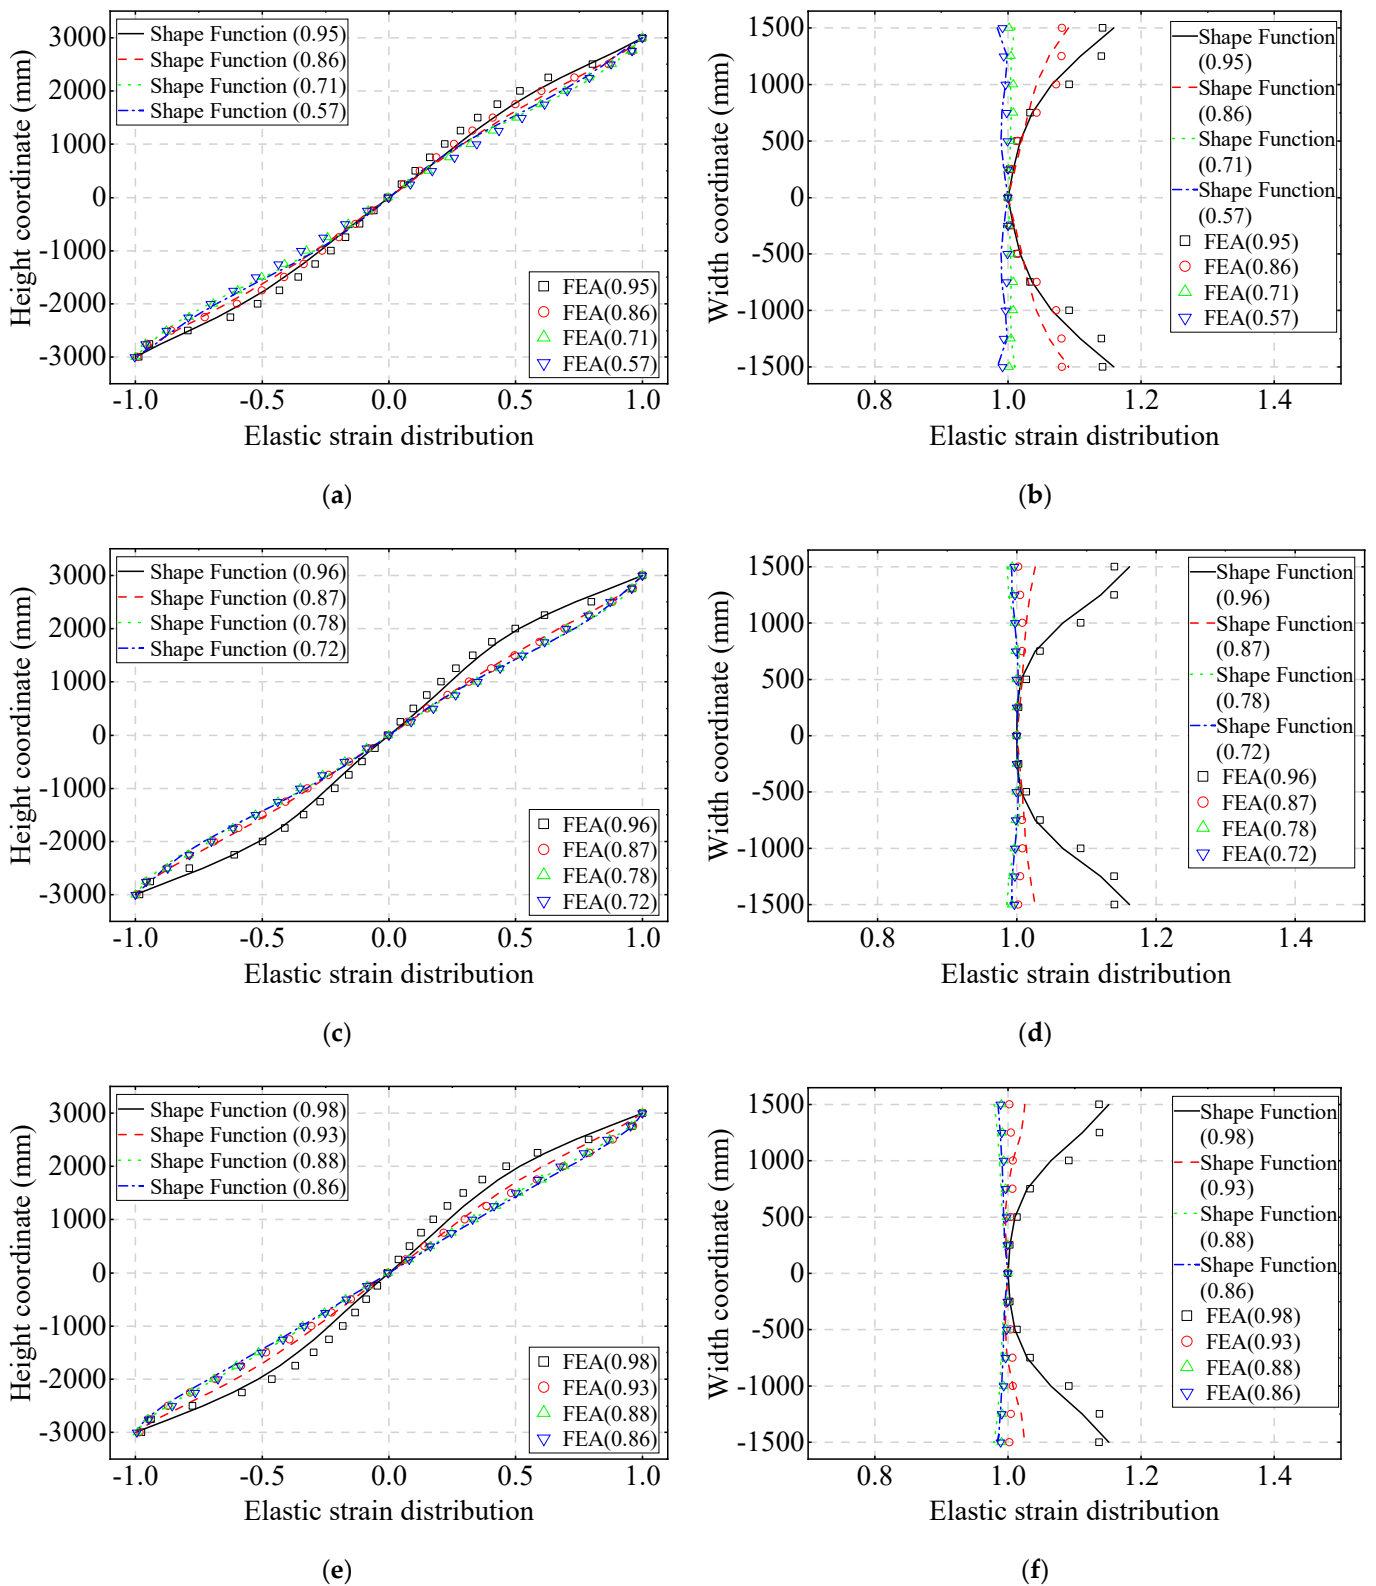 Shape Function (0.95)
Shape Function (0.86)
Shape Function (0.71)
Shape Function (0.57)
FEA(0.95)
FEA(0.86)
FEA(0.71)
FEA(0.57)
3000
2000
1000
0
-1000
-2000
-3000
-1.0 -0.5 0.0 0.5 1.0
Height coordinate (mm)
Elastic strain distribution
(a)
Shape Function
(0.95)
Shape Function
(0.86)
Shape Function
(0.71)
Shape Function
(0.57)
FEA(0.95)
FEA(0.86)
FEA(0.71)
FEA(0.57)
1500
1000
500
0
-500
-1000
-1500
0.8 1.0 1.2 1.4
Width coordinate (mm)
Elastic strain distribution
(b)
Shape Function (0.96)
Shape Function (0.87)
Shape Function (0.78)
Shape Function (0.72)
FEA(0.96)
FEA(0.87)
FEA(0.78)
FEA(0.72)
3000
2000
1000
0
-1000
-2000
-3000
-1.0 -0.5 0.0 0.5 1.0
Height coordinate (mm)
Elastic strain distribution
(c)
Shape Function
(0.96)
Shape Function
(0.87)
Shape Function
(0.78)
Shape Function
(0.72)
FEA(0.96)
FEA(0.87)
FEA(0.78)
FEA(0.72)
1500
1000
500
0
-500
-1000
-1500
0.8 1.0 1.2 1.4
Width coordinate (mm)
Elastic strain distribution
(d)
Shape Function (0.98)
Shape Function (0.93)
Shape Function (0.88)
Shape Function (0.86)
FEA(0.98)
FEA(0.93)
FEA(0.88)
FEA(0.86)
3000
2000
1000
0
-1000
-2000
-3000
-1.0 -0.5 0.0 0.5 1.0
Height coordinate (mm)
Elastic strain distribution
(e)
Shape Function
(0.98)
Shape Function
(0.93)
Shape Function
(0.88)
Shape Function
(0.86)
FEA(0.98)
FEA(0.93)
FEA(0.88)
FEA(0.86)
1500
1000
500
0
-500
-1000
-1500
0.8 1.0 1.2 1.4
Width coordinate (mm)
Elastic strain distribution
(f)